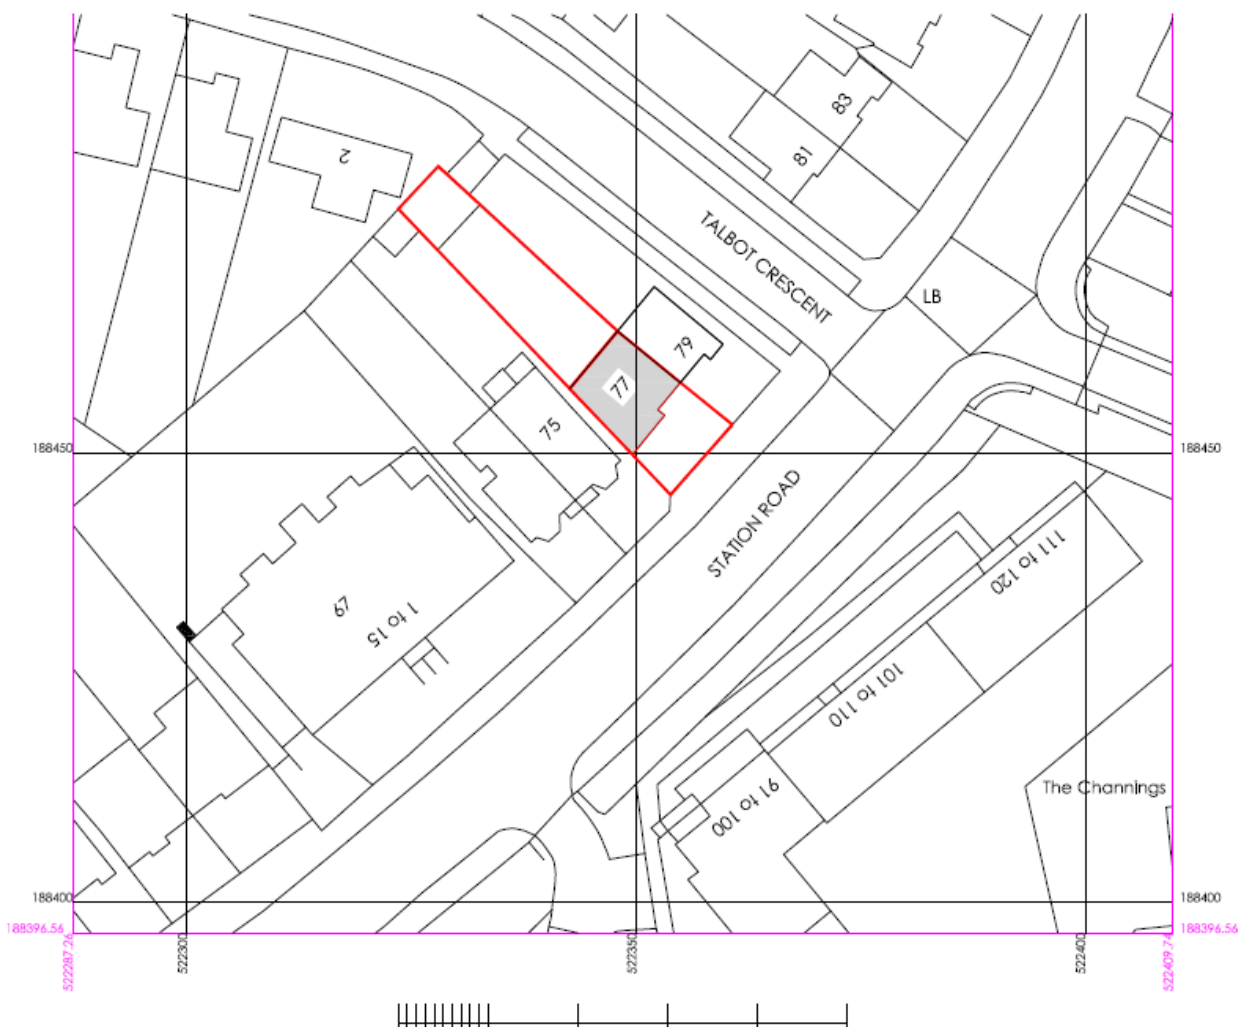 2
83
81
TALBOT CRESCENT
LB
79
77
75
188450
188450
STATION ROAD
111 to 120
67
1 to 15
101 to 110
91 to 100
The Channings
188400
188400
188396.56
188396.56
522287.26
522300
522350
522400
522409.74